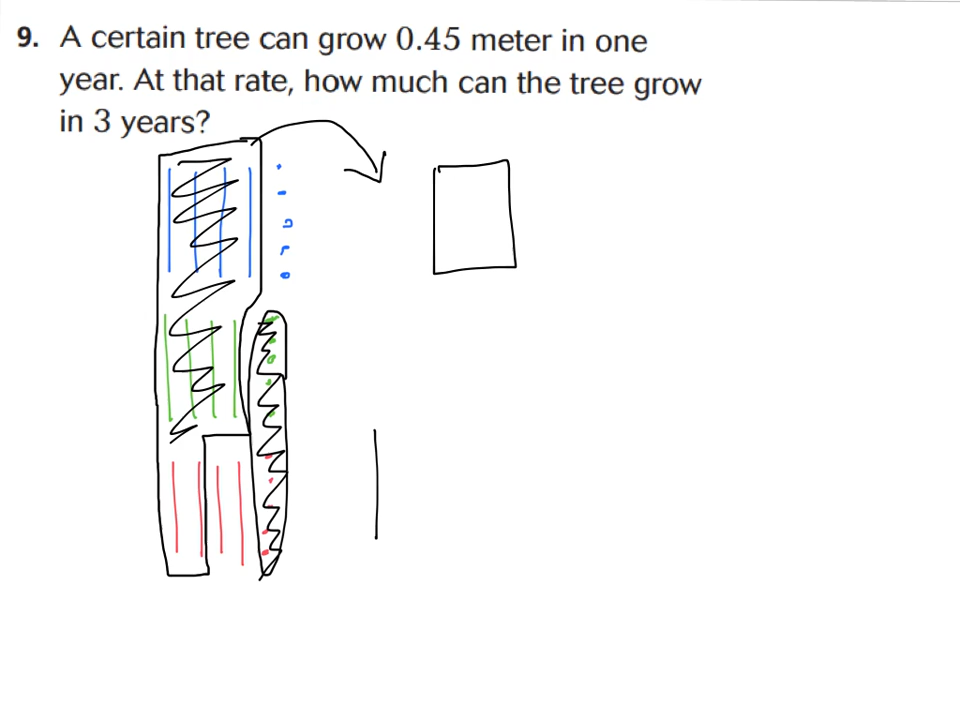 9. A certain tree can grow 0.45 meter in one
year. At that rate, how much can the tree grow
in 3 years?